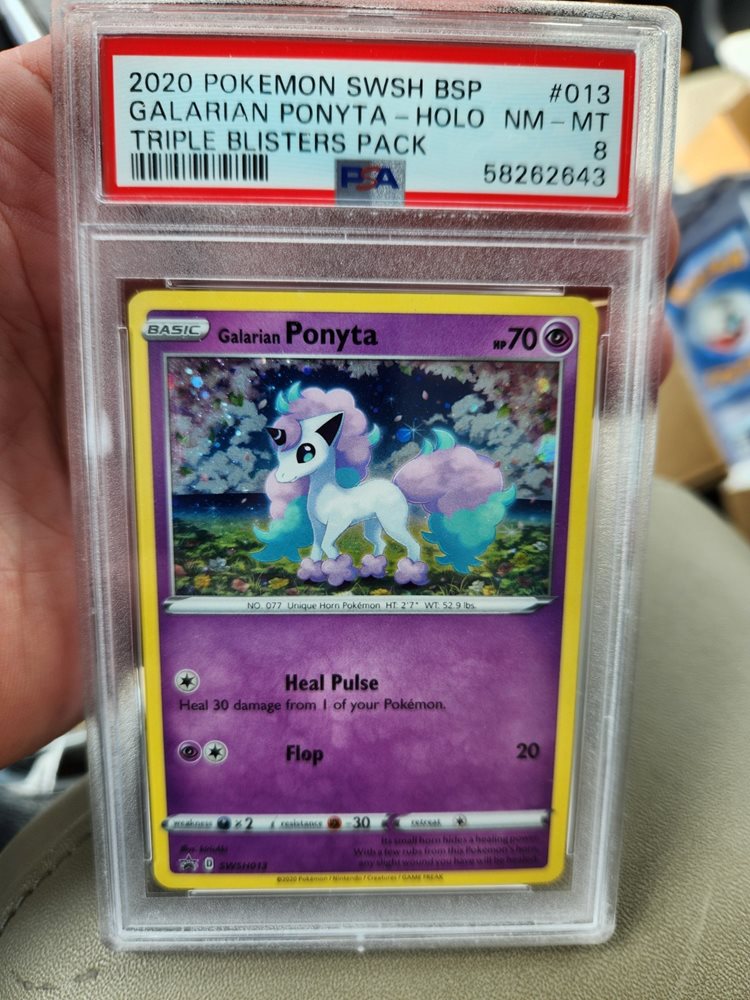 2020 POKEMON SWSH BSP #013
GALARIAN PONYTA - HOLO NM - MT
TRIPLE BLISTERS PACK 8
PSA 58262643
BASIC Galarian Ponyta HP 70
NO. 077 Unique Horn Pokémon HT: 2'7" WT: 52.9 lbs.
Heal Pulse
Heal 30 damage from 1 of your Pokémon.
Flop 20
weakness ×2 resistance -30 retreat
Its small horn hides a healing power.
Illus. kirisAki With a few rubs from this Pokémon's horn,
any slight wound you have will be healed.
SWSH013
©2020 Pokémon / Nintendo / Creatures / GAME FREAK